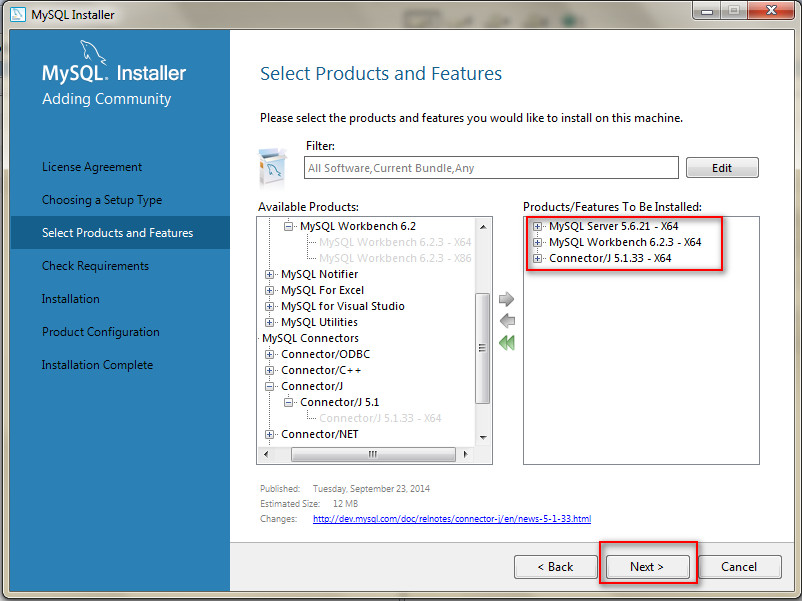 MySQL Installer
MySQL. Installer
Adding Community
License Agreement
Choosing a Setup Type
Select Products and Features
Check Requirements
Installation
Product Configuration
Installation Complete
Select Products and Features
Please select the products and features you would like to install on this machine.
Filter:
All Software,Current Bundle,Any
Edit
Available Products:
MySQL Workbench 6.2
MySQL Workbench 6.2.3 - X64
MySQL Workbench 6.2.3 - X86
MySQL Notifier
MySQL For Excel
MySQL for Visual Studio
MySQL Utilities
MySQL Connectors
Connector/ODBC
Connector/C++
Connector/J
Connector/J 5.1
Connector/J 5.1.33 - X64
Connector/NET
Products/Features To Be Installed:
MySQL Server 5.6.21 - X64
MySQL Workbench 6.2.3 - X64
Connector/J 5.1.33 - X64
Published: Tuesday, September 23, 2014
Estimated Size: 12 MB
Changes: http://dev.mysql.com/doc/relnotes/connector-j/en/news-5-1-33.html
< Back
Next >
Cancel